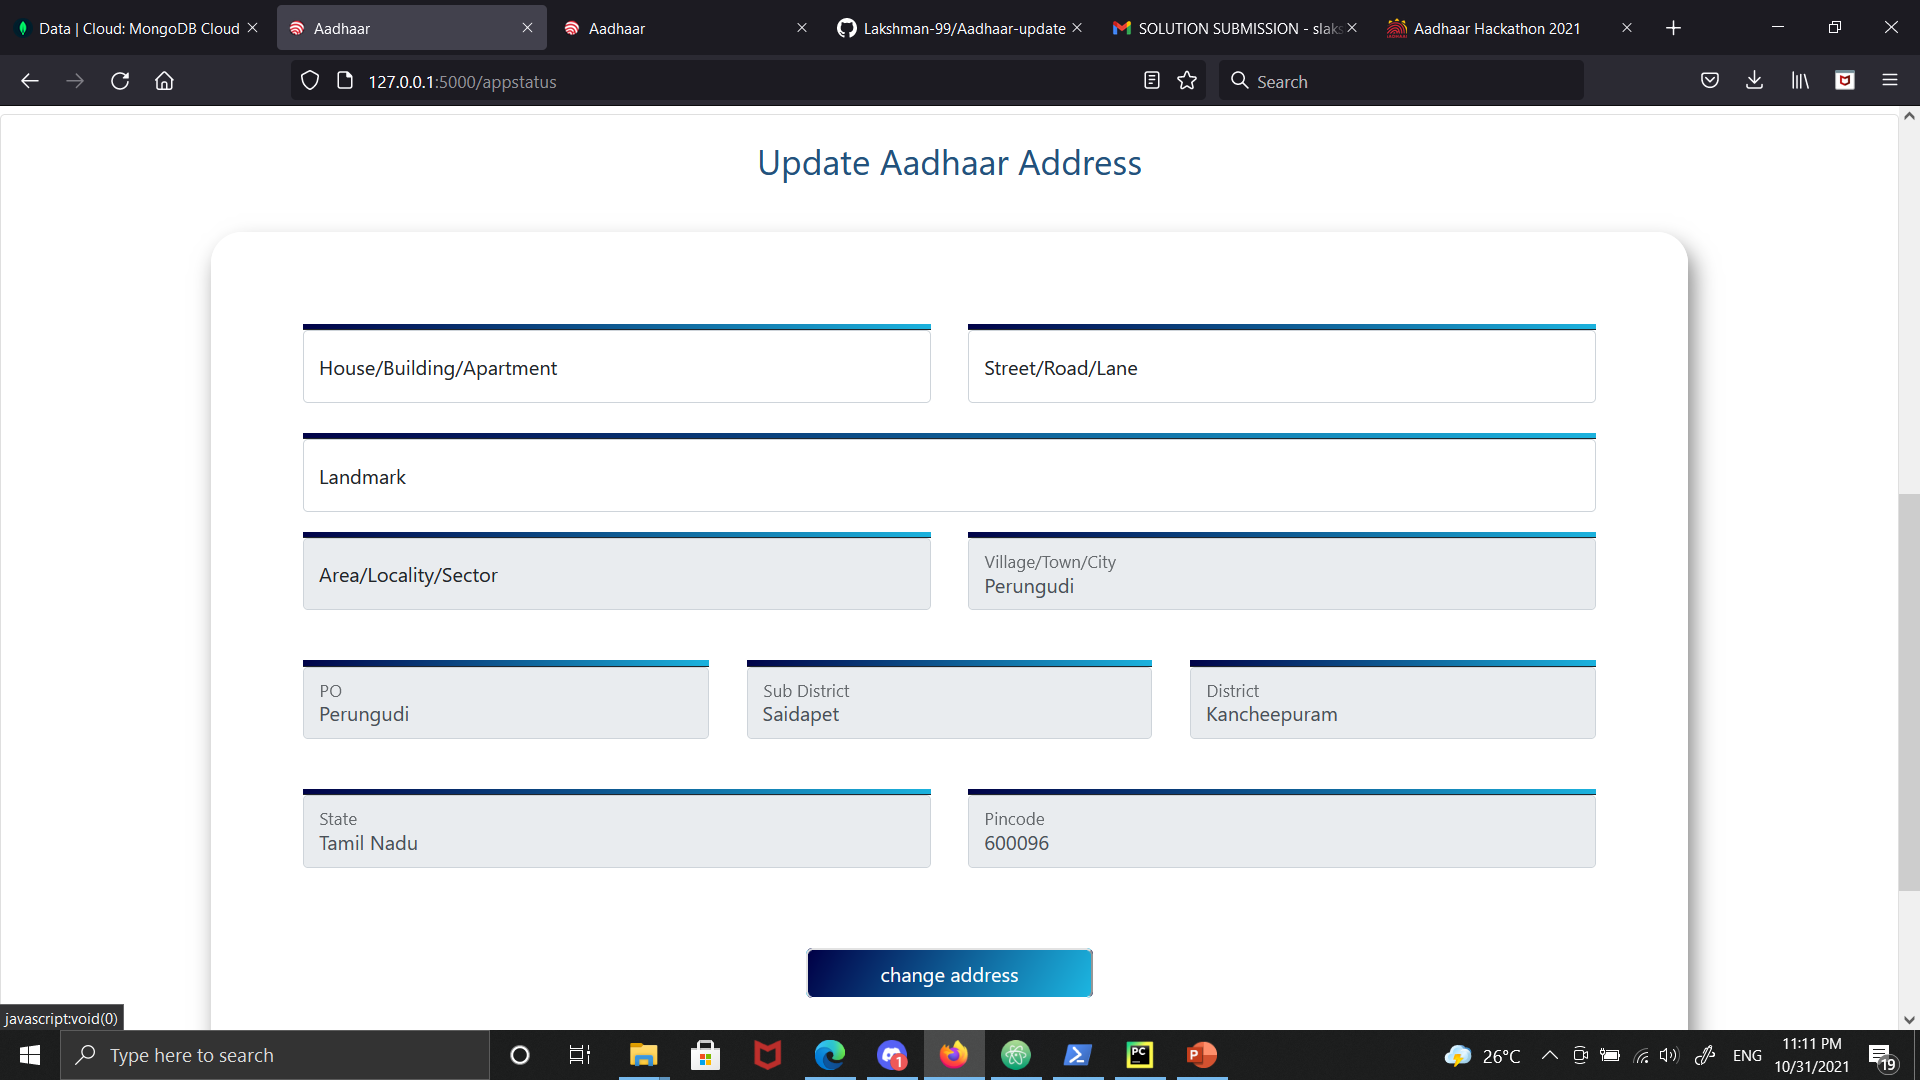 Data | Cloud: MongoDB Cloud
Aadhaar
Aadhaar
Lakshman-99/Aadhaar-update
SOLUTION SUBMISSION - slaks
Aadhaar Hackathon 2021
127.0.0.1:5000/appstatus
Search
Update Aadhaar Address
House/Building/Apartment
Street/Road/Lane
Landmark
Area/Locality/Sector
Village/Town/City
Perungudi
PO
Perungudi
Sub District
Saidapet
District
Kancheepuram
State
Tamil Nadu
Pincode
600096
change address
javascript:void(0)
Type here to search
1
PC
P
26°C
ENG
11:11 PM
10/31/2021
19